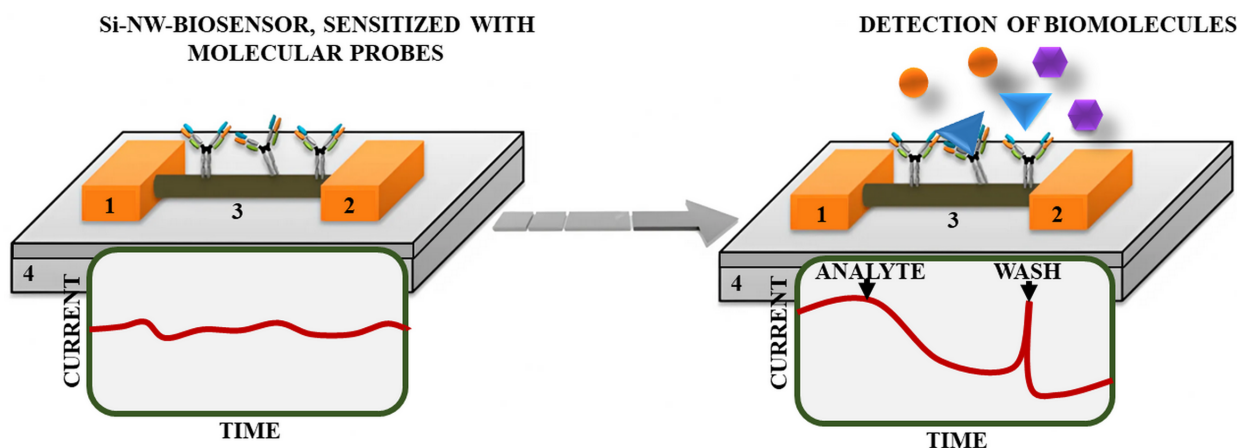 Si-NW-BIOSENSOR, SENSITIZED WITH
MOLECULAR PROBES
1
2
3
4
CURRENT
TIME
DETECTION OF BIOMOLECULES
1
2
3
4
ANALYTE
WASH
CURRENT
TIME